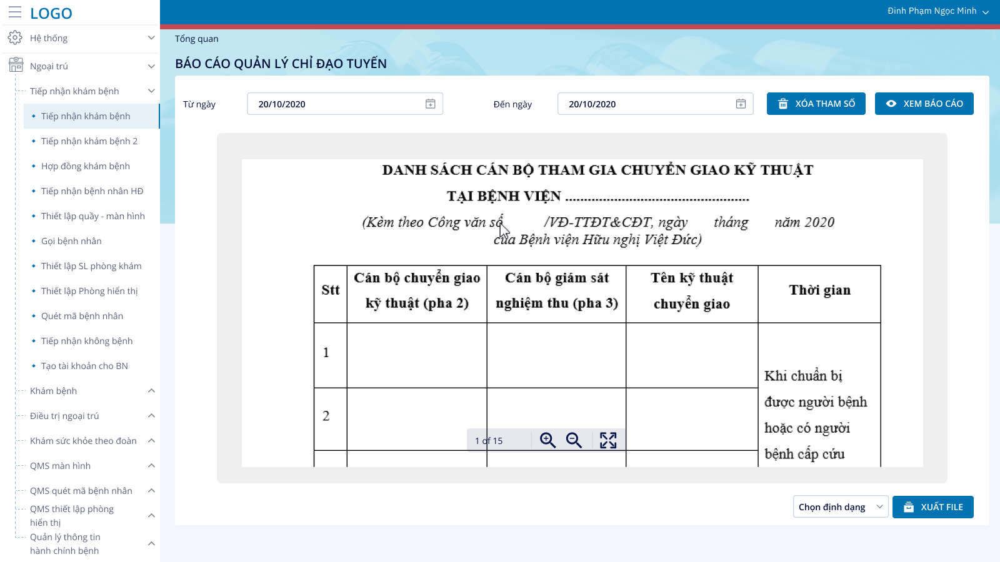 LOGO
Đinh Phạm Ngọc Minh
Hệ thống
Ngoại trú
Tiếp nhận khám bệnh
Tiếp nhận khám bệnh
Tiếp nhận khám bệnh 2
Hợp đồng khám bệnh
Tiếp nhận bệnh nhân HĐ
Thiết lập quầy - màn hình
Gọi bệnh nhân
Thiết lập SL phòng khám
Thiết lập Phòng hiển thị
Quét mã bệnh nhân
Tiếp nhận không bệnh
Tạo tài khoản cho BN
Khám bệnh
Điều trị ngoại trú
Khám sức khỏe theo đoàn
QMS màn hình
QMS quét mã bệnh nhân
QMS thiết lập phòng
hiển thị
Quản lý thông tin
hành chính bệnh
Tổng quan
BÁO CÁO QUẢN LÝ CHỈ ĐẠO TUYẾN
Từ ngày
20/10/2020
Đến ngày
20/10/2020
XÓA THAM SỐ
XEM BÁO CÁO
DANH SÁCH CÁN BỘ THAM GIA CHUYỂN GIAO KỸ THUẬT
TẠI BỆNH VIỆN .................................................
(Kèm theo Công văn số /VĐ-TTĐT&CĐT, ngày tháng năm 2020
của Bệnh viện Hữu nghị Việt Đức)
Stt
Cán bộ chuyển giao
kỹ thuật (pha 2)
Cán bộ giám sát
nghiệm thu (pha 3)
Tên kỹ thuật
chuyển giao
Thời gian
1
2
Khi chuẩn bị
được người bệnh
hoặc có người
bệnh cấp cứu
1 of 15
Chọn định dạng
XUẤT FILE